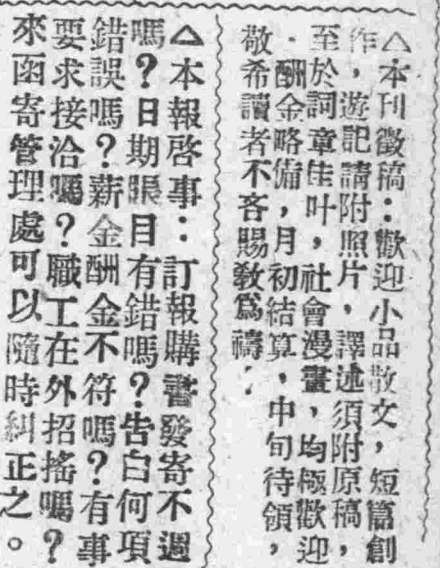 △本刊徵稿：歡迎小品散文，短篇創
作，遊記請附照片，譯述須附原稿，
至於詞章佳叶，社會漫畫，均極歡迎
．酬金略備，月初結算，中旬待領，
敬希讀者不吝賜教爲禱．
△本報啓事：訂報購書發寄不週
嗎？日期賬目有錯嗎？告白何項
錯誤嗎？薪金酬金不符嗎？有事
要求接洽嗎？職工在外招搖嗎？
來函寄管理處可以隨時糾正之。